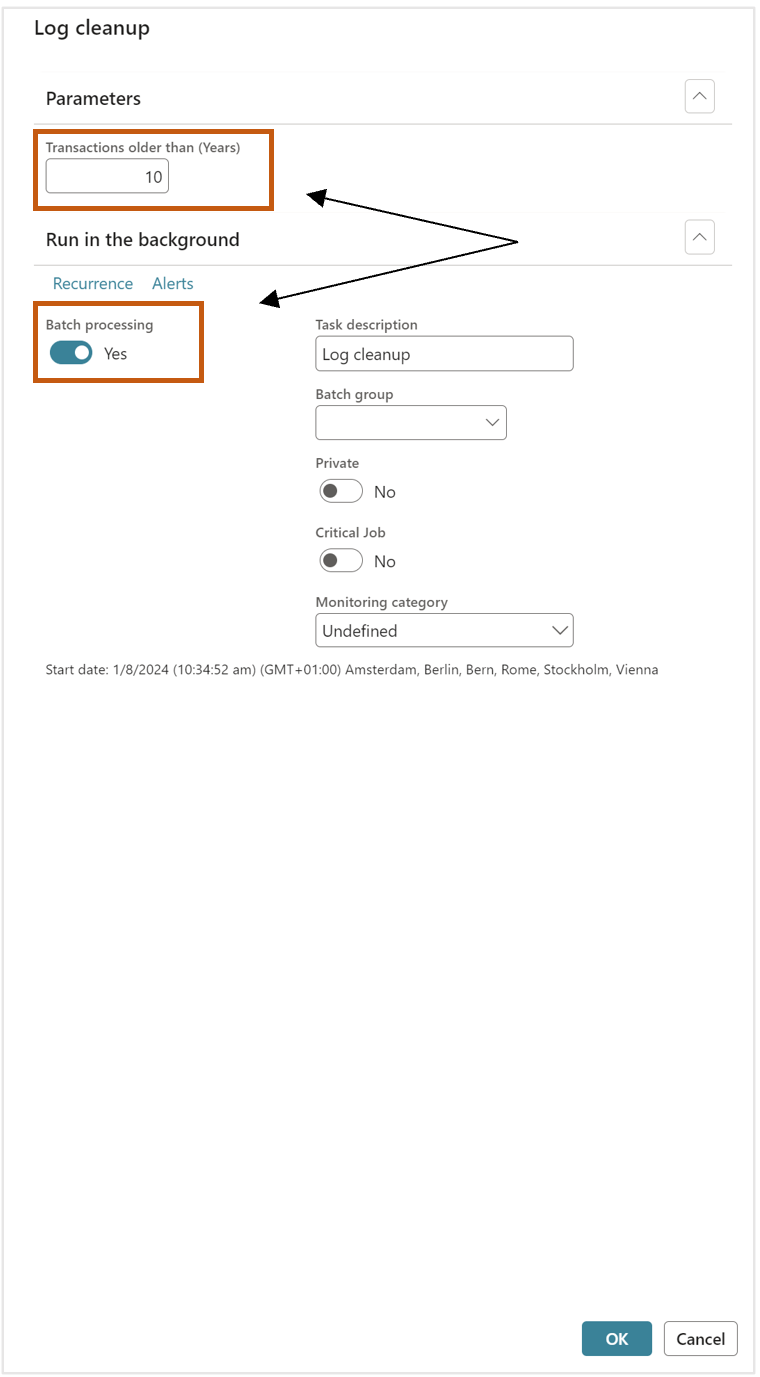 Log cleanup
Parameters
Transactions older than (Years)
10
Run in the background
Recurrence Alerts
Batch processing
Yes
Task description
Log cleanup
Batch group
Private
No
Critical Job
No
Monitoring category
Undefined
Start date: 1/8/2024 (10:34:52 am) (GMT+01:00) Amsterdam, Berlin, Bern, Rome, Stockholm, Vienna
OK Cancel